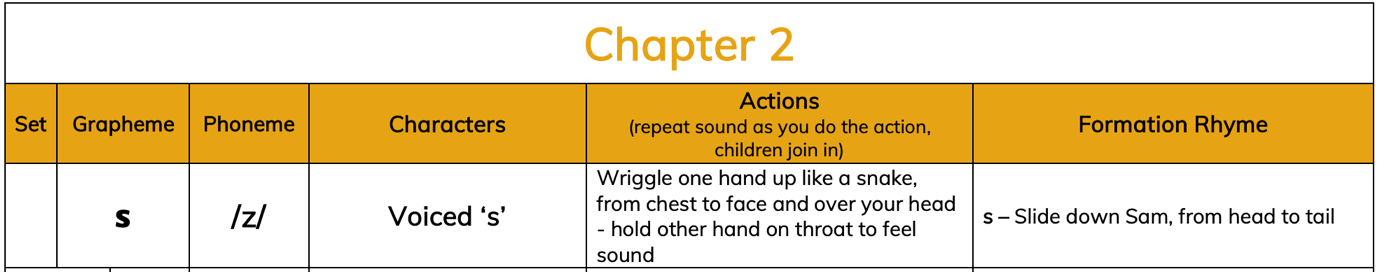 Chapter 2
Set Grapheme Phoneme Characters Actions Formation Rhyme
(repeat sound as you do the action,
children join in)
s /z/ Voiced ‘s’
Wriggle one hand up like a snake,
from chest to face and over your head
- hold other hand on throat to feel
sound
s – Slide down Sam, from head to tail